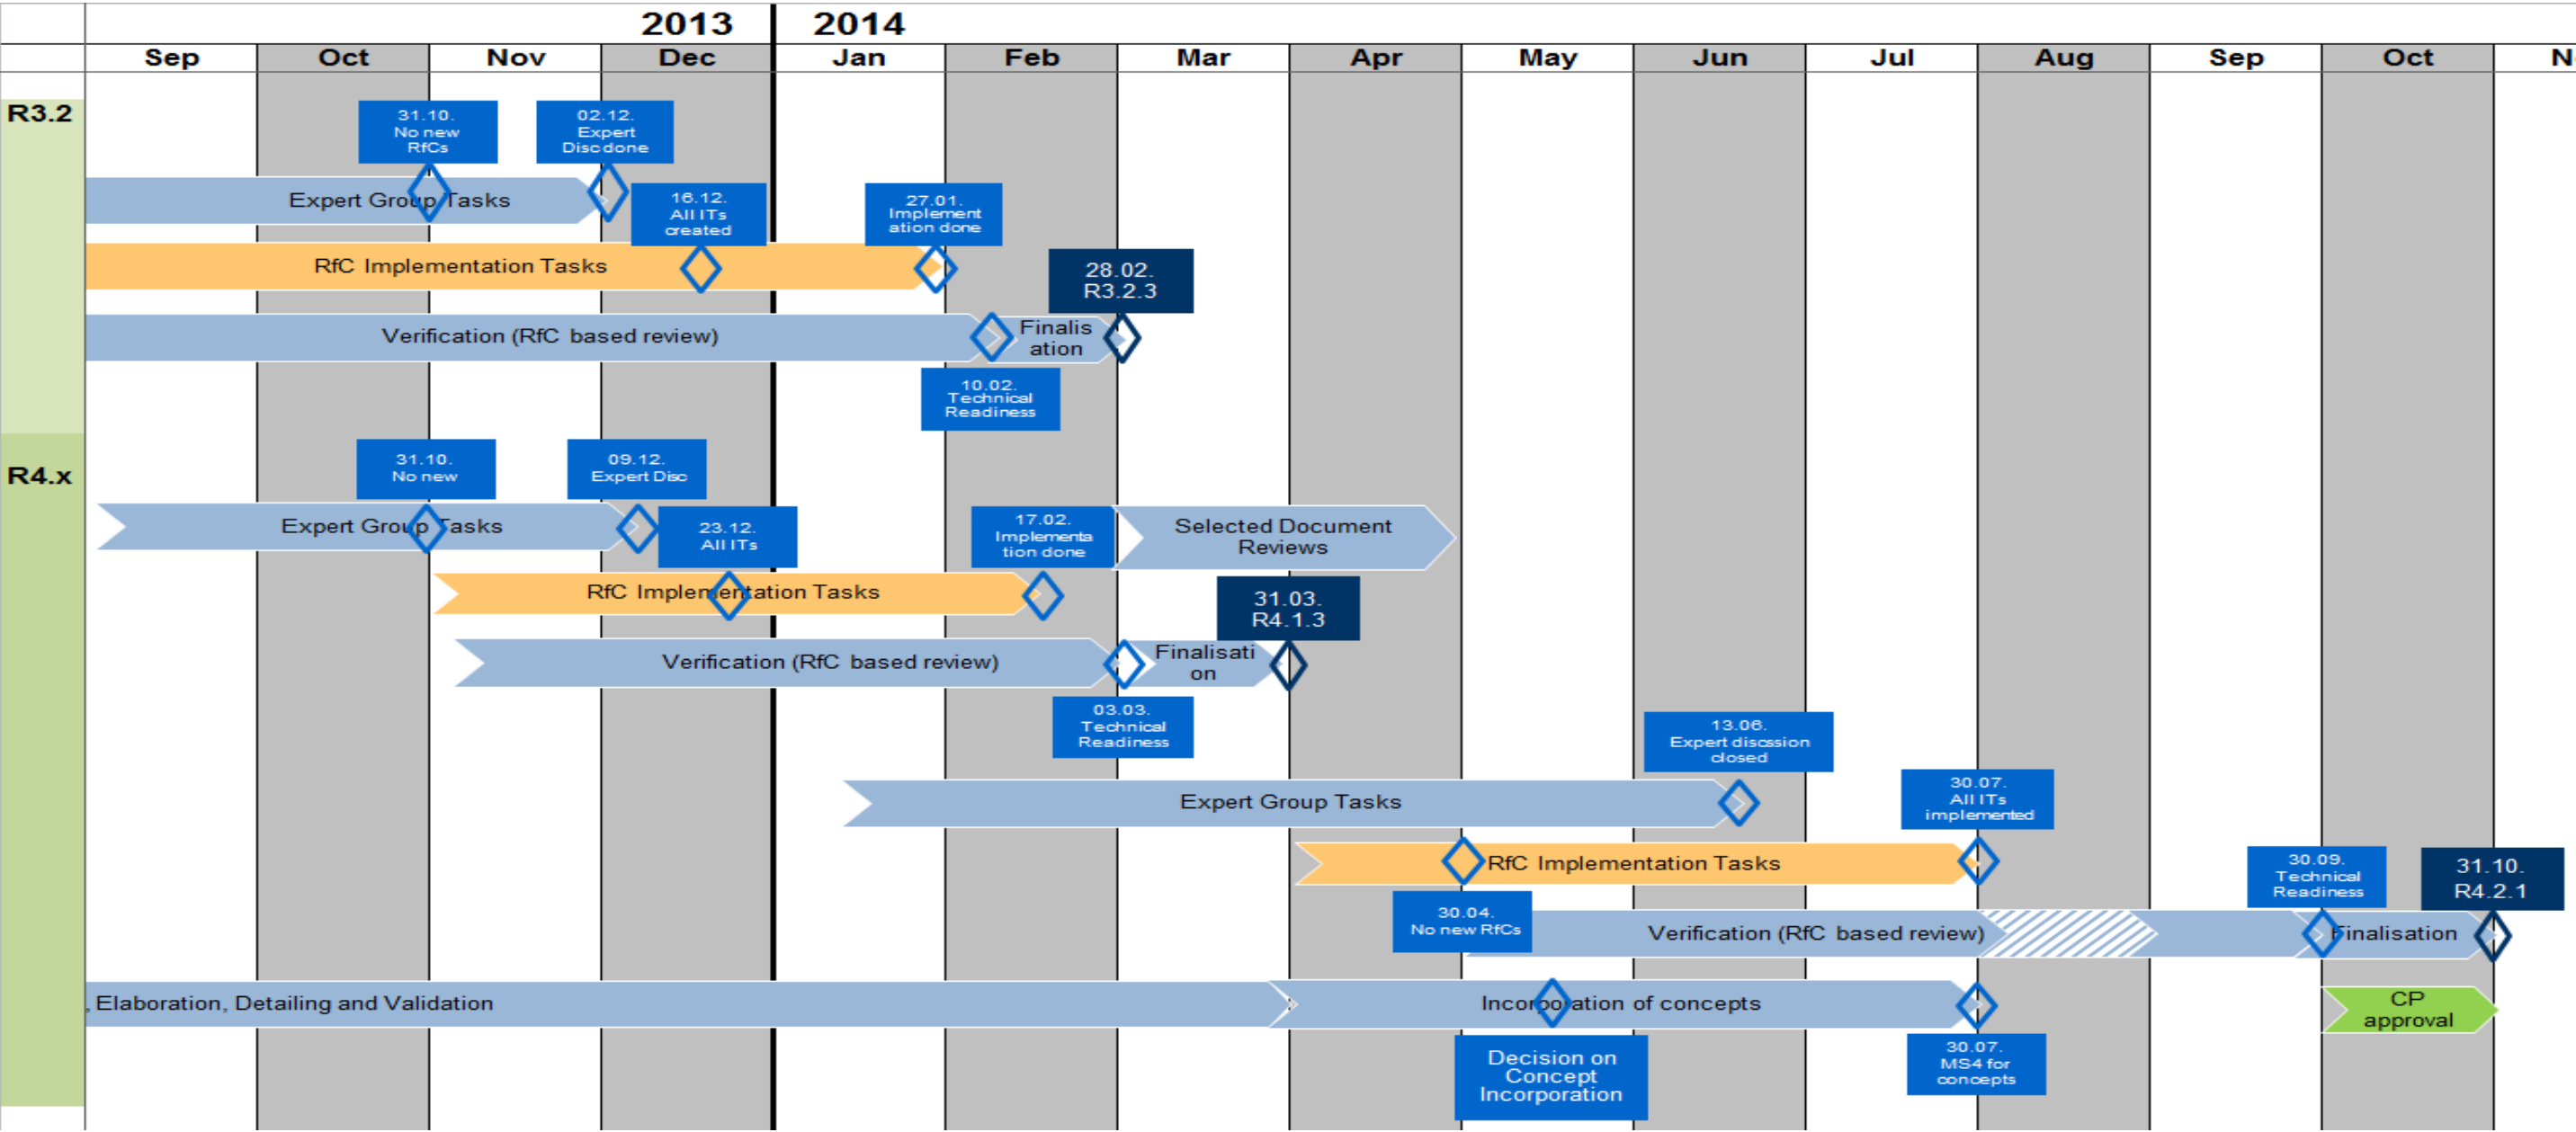 2013 2014
Sep Oct Nov Dec Jan Feb Mar Apr May Jun Jul Aug Sep Oct N
R3.2
31.10.
No new
RfCs
02.12.
Expert
Disc done
Expert Group Tasks
16.12.
All ITs
created
27.01.
Implement
ation done
RfC Implementation Tasks
28.02.
R3.2.3
Verification (RfC based review)
Finalis
ation
10.02.
Technical
Readiness
R4.x
31.10.
No new
09.12.
Expert Disc
Expert Group Tasks
23.12.
All ITs
17.02.
Implementa
tion done
Selected Document
Reviews
RfC Implementation Tasks
31.03.
R4.1.3
Verification (RfC based review)
Finalisati
on
03.03.
Technical
Readiness
13.06.
Expert discssion
closed
Expert Group Tasks
30.07.
All ITs
implemented
RfC Implementation Tasks
30.09.
Technical
Readiness
31.10.
R4.2.1
30.04.
No new RfCs
Verification (RfC based review)
Finalisation
, Elaboration, Detailing and Validation
Incorporation of concepts
CP
approval
Decision on
Concept
Incorporation
30.07.
MS4 for
concepts